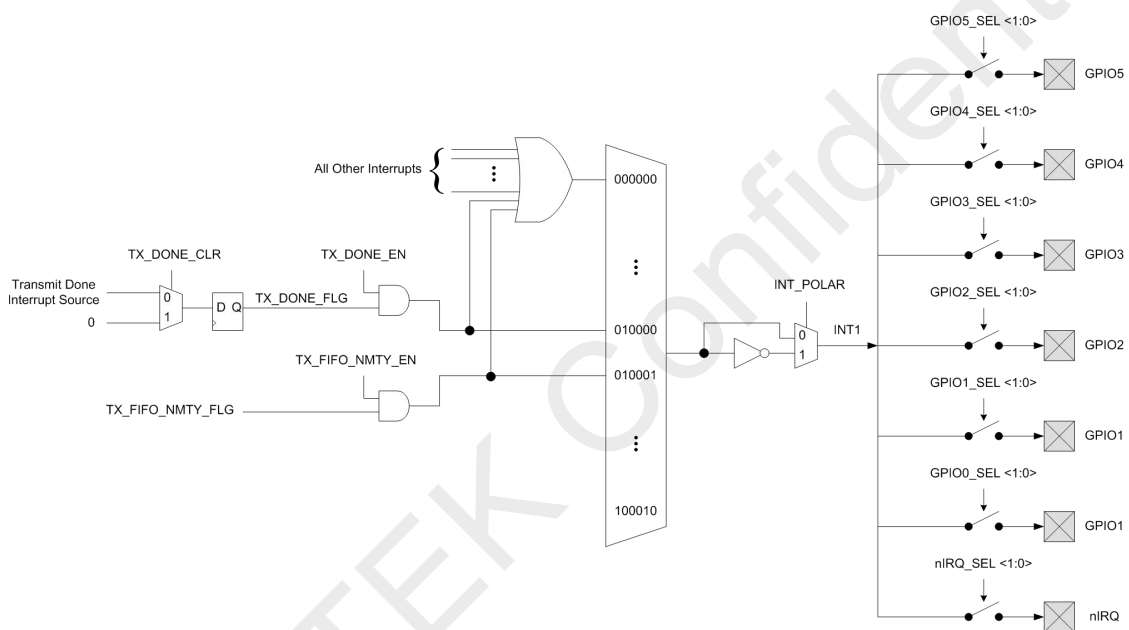 GPIO5_SEL <1:0>
GPIO5
GPIO4_SEL <1:0>
GPIO4
All Other Interrupts
000000
GPIO3_SEL <1:0>
GPIO3
TX_DONE_CLR
TX_DONE_EN
Transmit Done
Interrupt Source
0
0
1
D Q
TX_DONE_FLG
INT_POLAR
GPIO2_SEL <1:0>
010000
0
1
INT1
GPIO2
TX_FIFO_NMTY_EN
010001
TX_FIFO_NMTY_FLG
GPIO1_SEL <1:0>
GPIO1
GPIO0_SEL <1:0>
100010
GPIO1
nIRQ_SEL <1:0>
nIRQ
TEK Confident